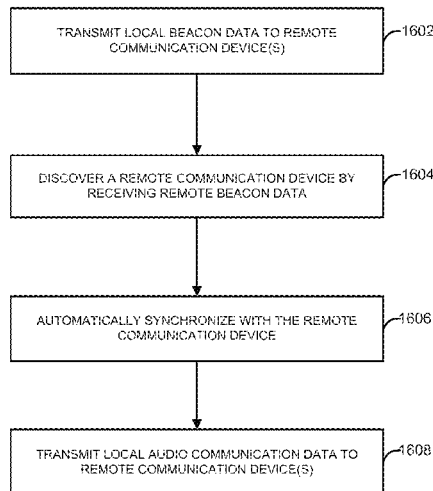 TRANSMIT LOCAL BEACON DATA TO REMOTE
COMMUNICATION DEVICE(S)
1602
DISCOVER A REMOTE COMMUNICATION DEVICE BY
RECEIVING REMOTE BEACON DATA
1604
AUTOMATICALLY SYNCHRONIZE WITH THE REMOTE
COMMUNICATION DEVICE
1606
TRANSMIT LOCAL AUDIO COMMUNICATION DATA TO
REMOTE COMMUNICATION DEVICE(S)
1608